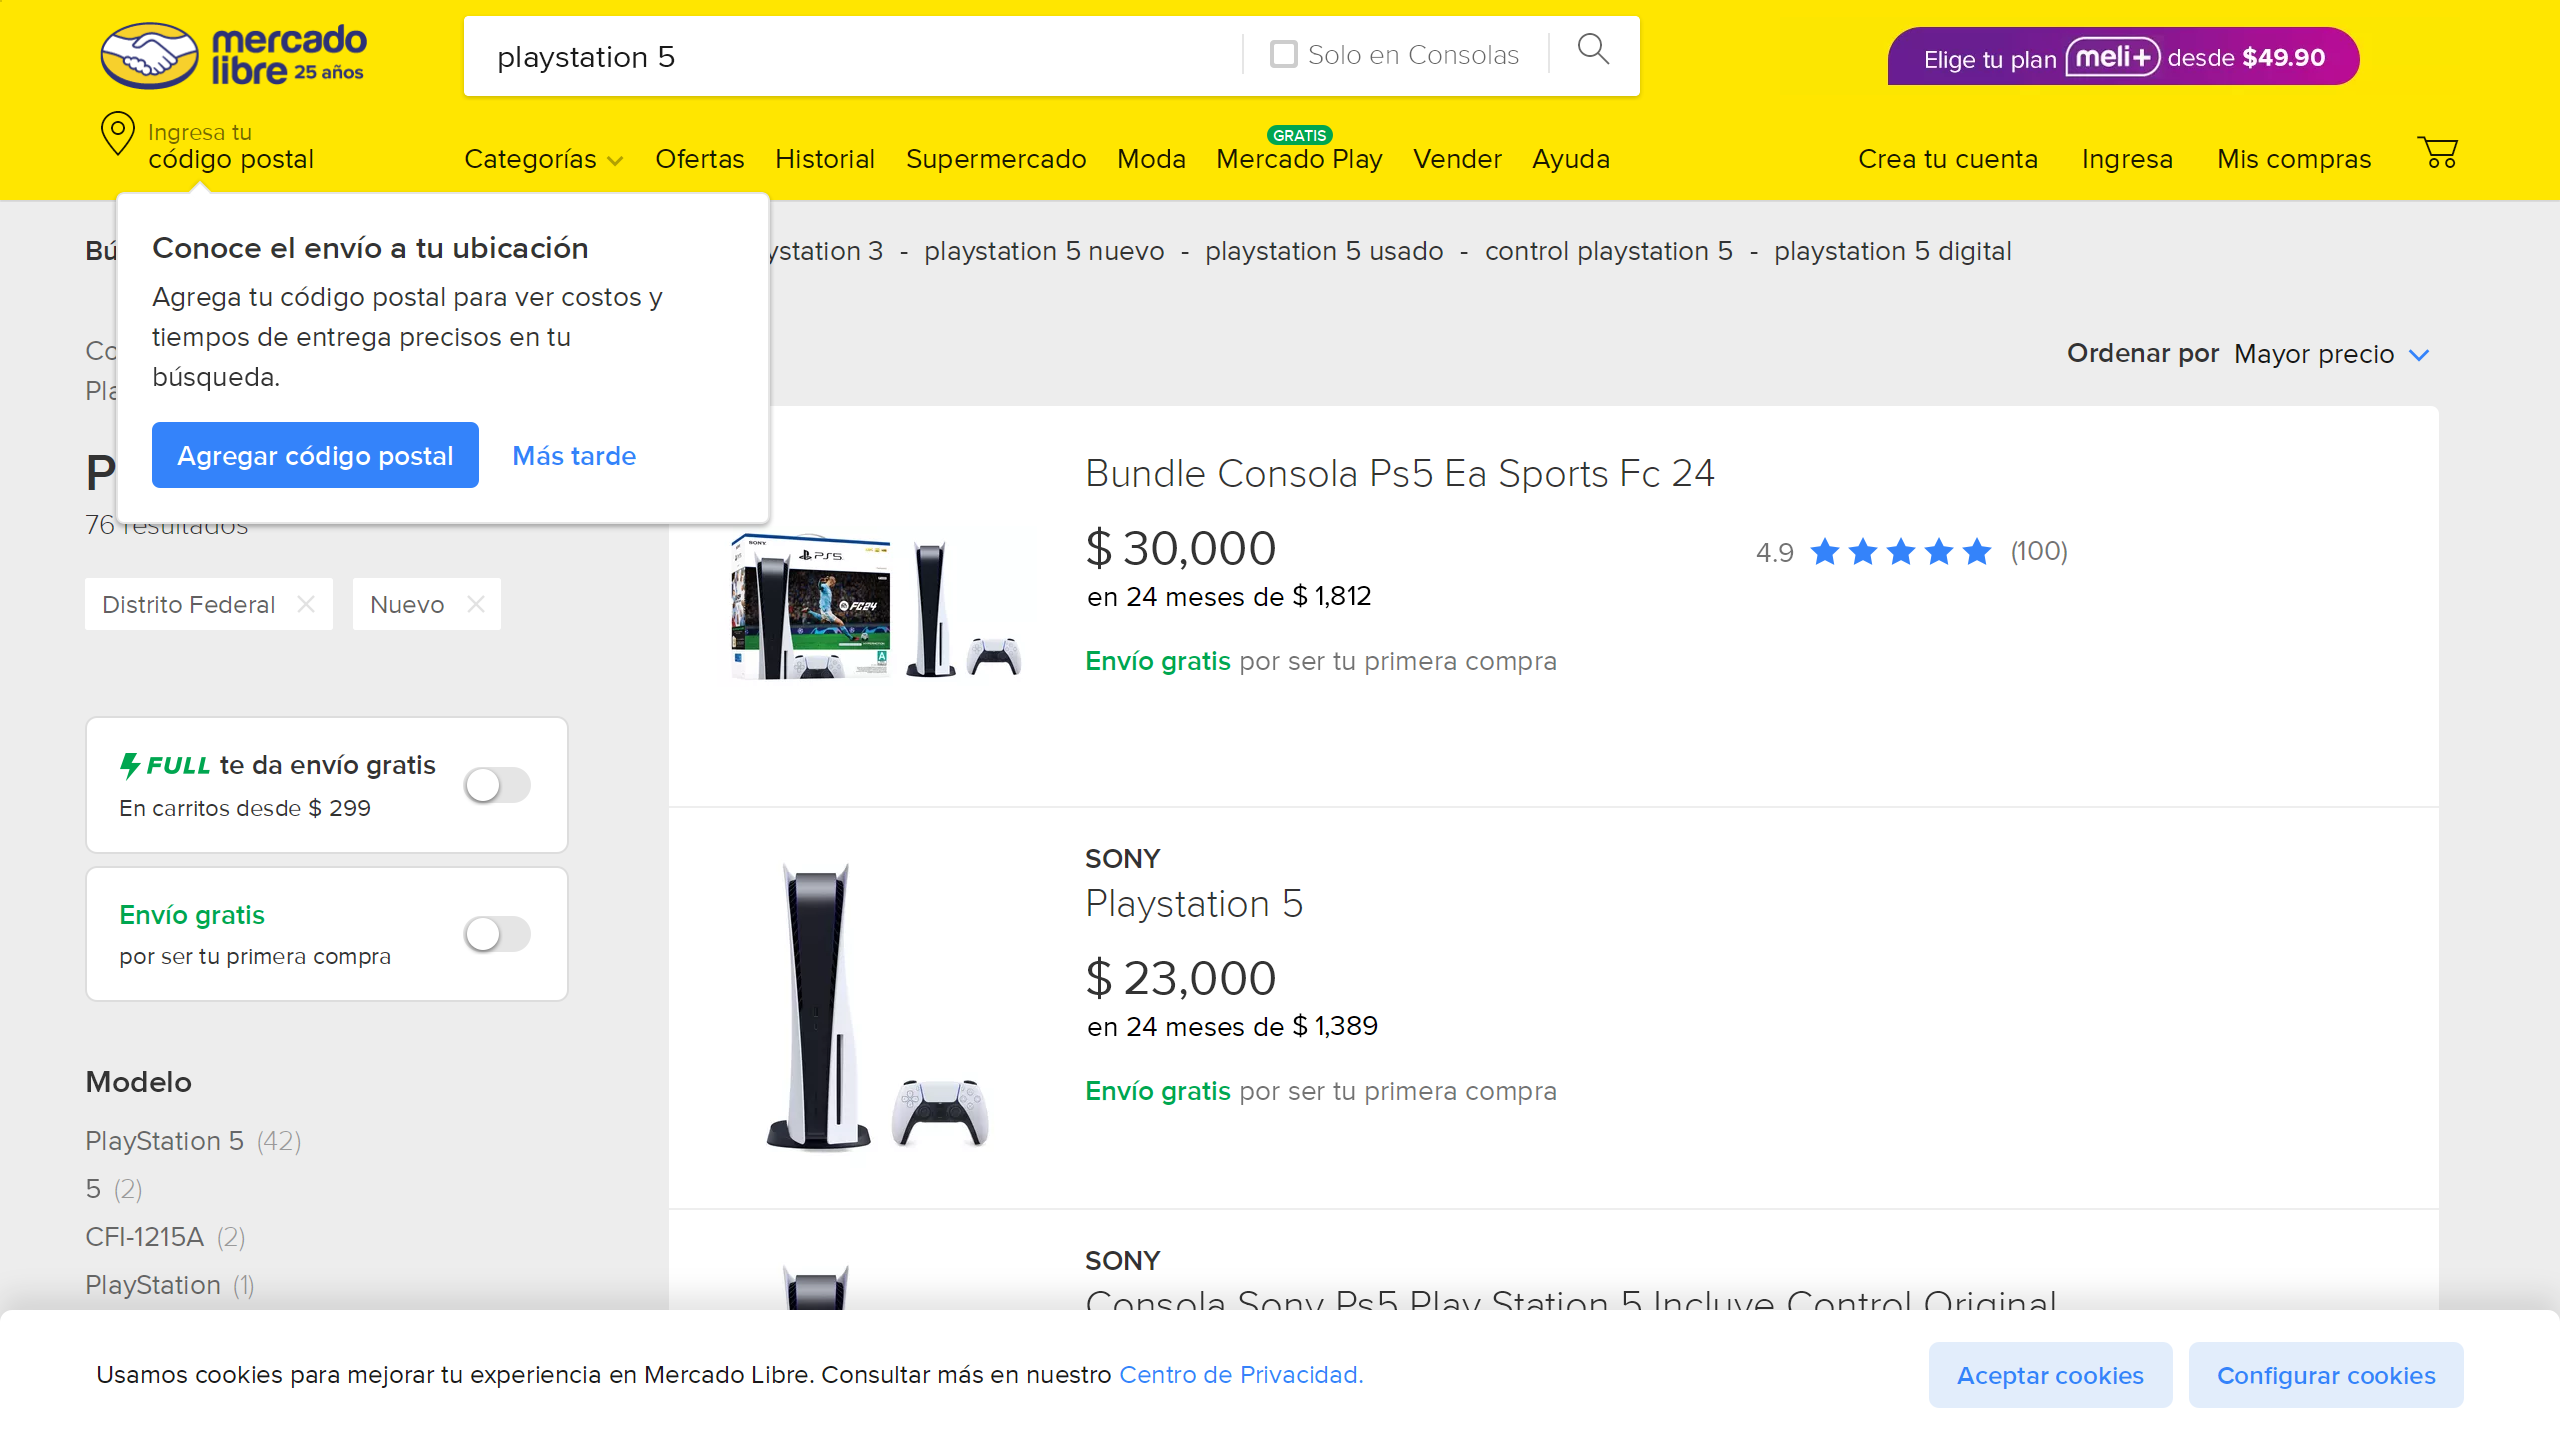 mercado
libre 25 años
playstation 5
Solo en Consolas
Elige tu plan meli+ desde $49.90
Ingresa tu
código postal
Categorías
Ofertas
Historial
Supermercado
Moda
GRATIS
Mercado Play
Vender
Ayuda
Crea tu cuenta
Ingresa
Mis compras
Conoce el envío a tu ubicación
Agrega tu código postal para ver costos y
tiempos de entrega precisos en tu
búsqueda.
Agregar código postal
Más tarde
3 - playstation 5 nuevo - playstation 5 usado - control playstation 5 - playstation 5 digital
Ordenar por Mayor precio
76 resultados
Distrito Federal
Nuevo
FULL te da envío gratis
En carritos desde $ 299
Envío gratis
por ser tu primera compra
Modelo
PlayStation 5 (42)
5 (2)
CFI-1215A (2)
PlayStation (1)
SONY
PS5
FC24
Bundle Consola Ps5 Ea Sports Fc 24
$ 30,000
en 24 meses de $ 1,812
Envío gratis por ser tu primera compra
4.9 (100)
SONY
Playstation 5
$ 23,000
en 24 meses de $ 1,389
Envío gratis por ser tu primera compra
SONY
Consola Sony Ps5 Play Station 5 Incluye Control Original
Usamos cookies para mejorar tu experiencia en Mercado Libre. Consultar más en nuestro Centro de Privacidad.
Aceptar cookies
Configurar cookies